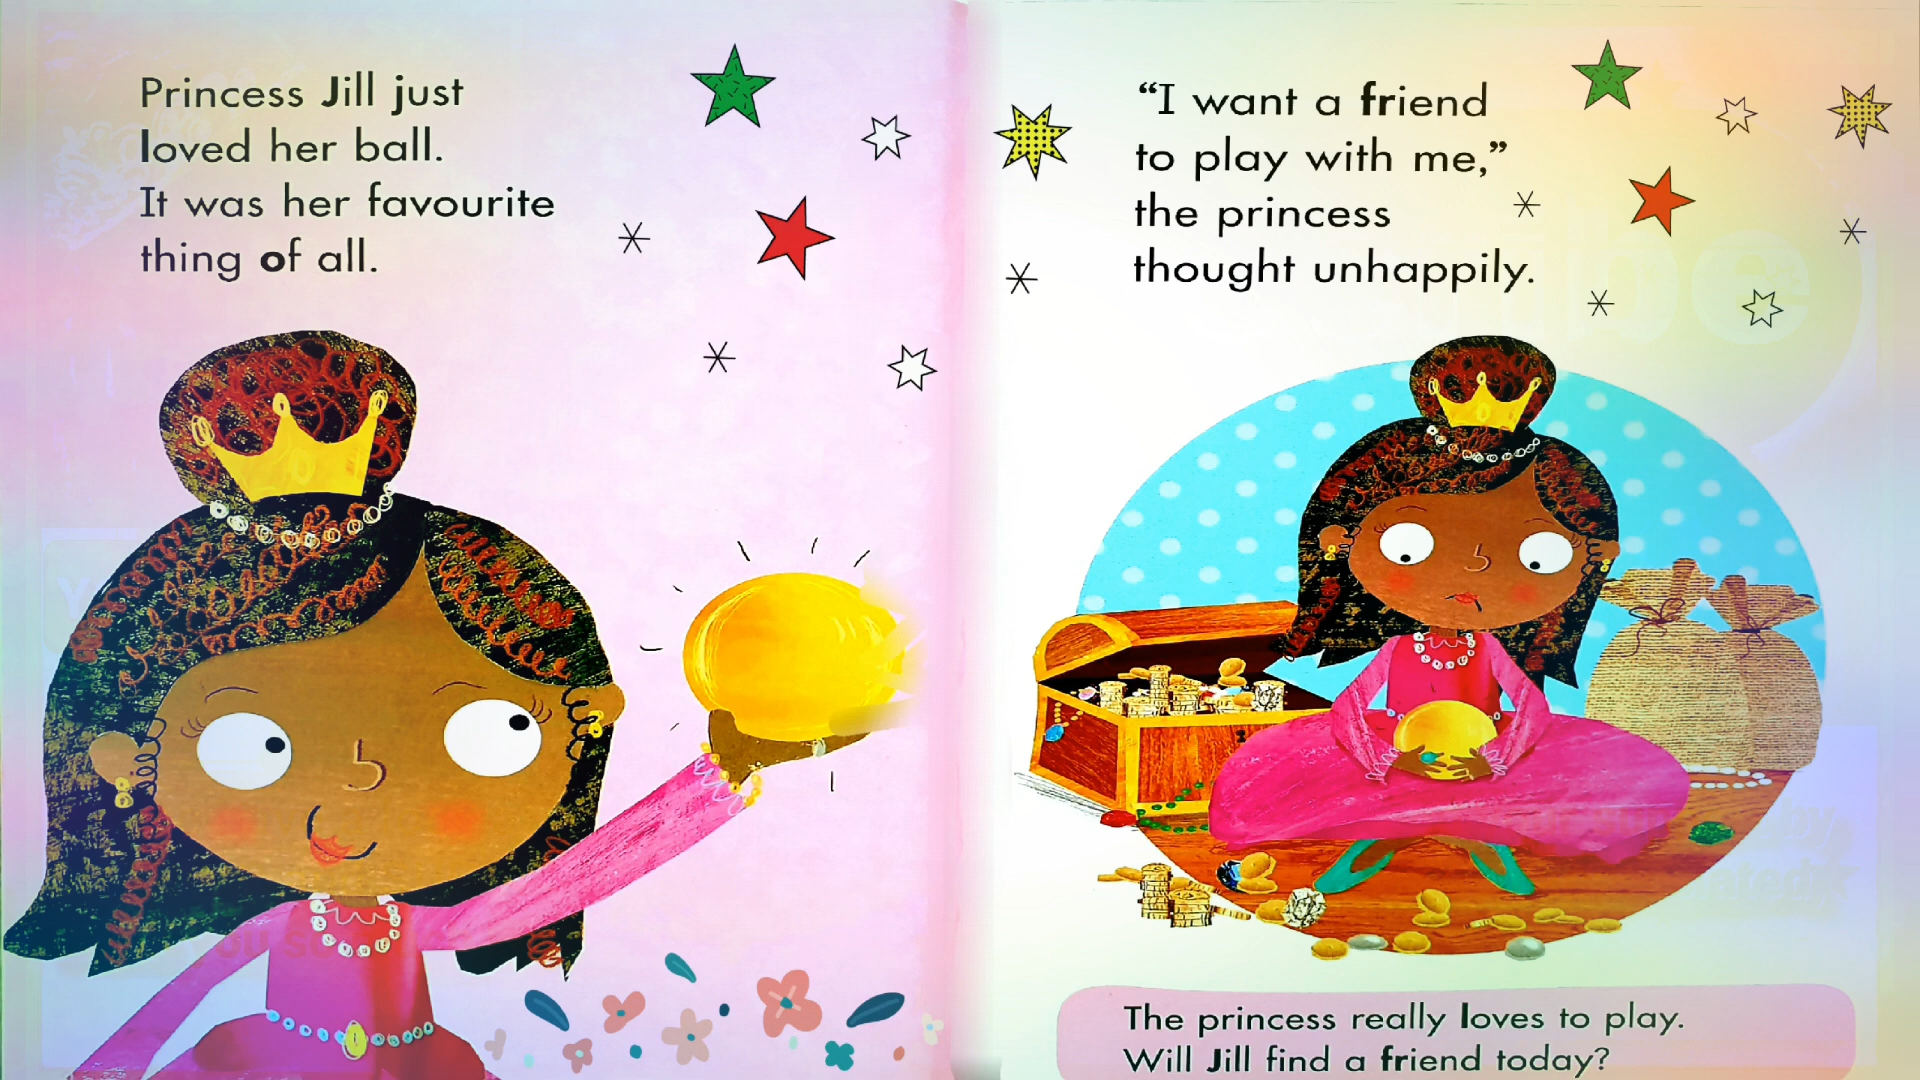 Princess Jill just
loved her ball.
It was her favourite
thing of all.
“I want a friend
to play with me,”
the princess
thought unhappily.
The princess really loves to play.
Will Jill find a friend today?